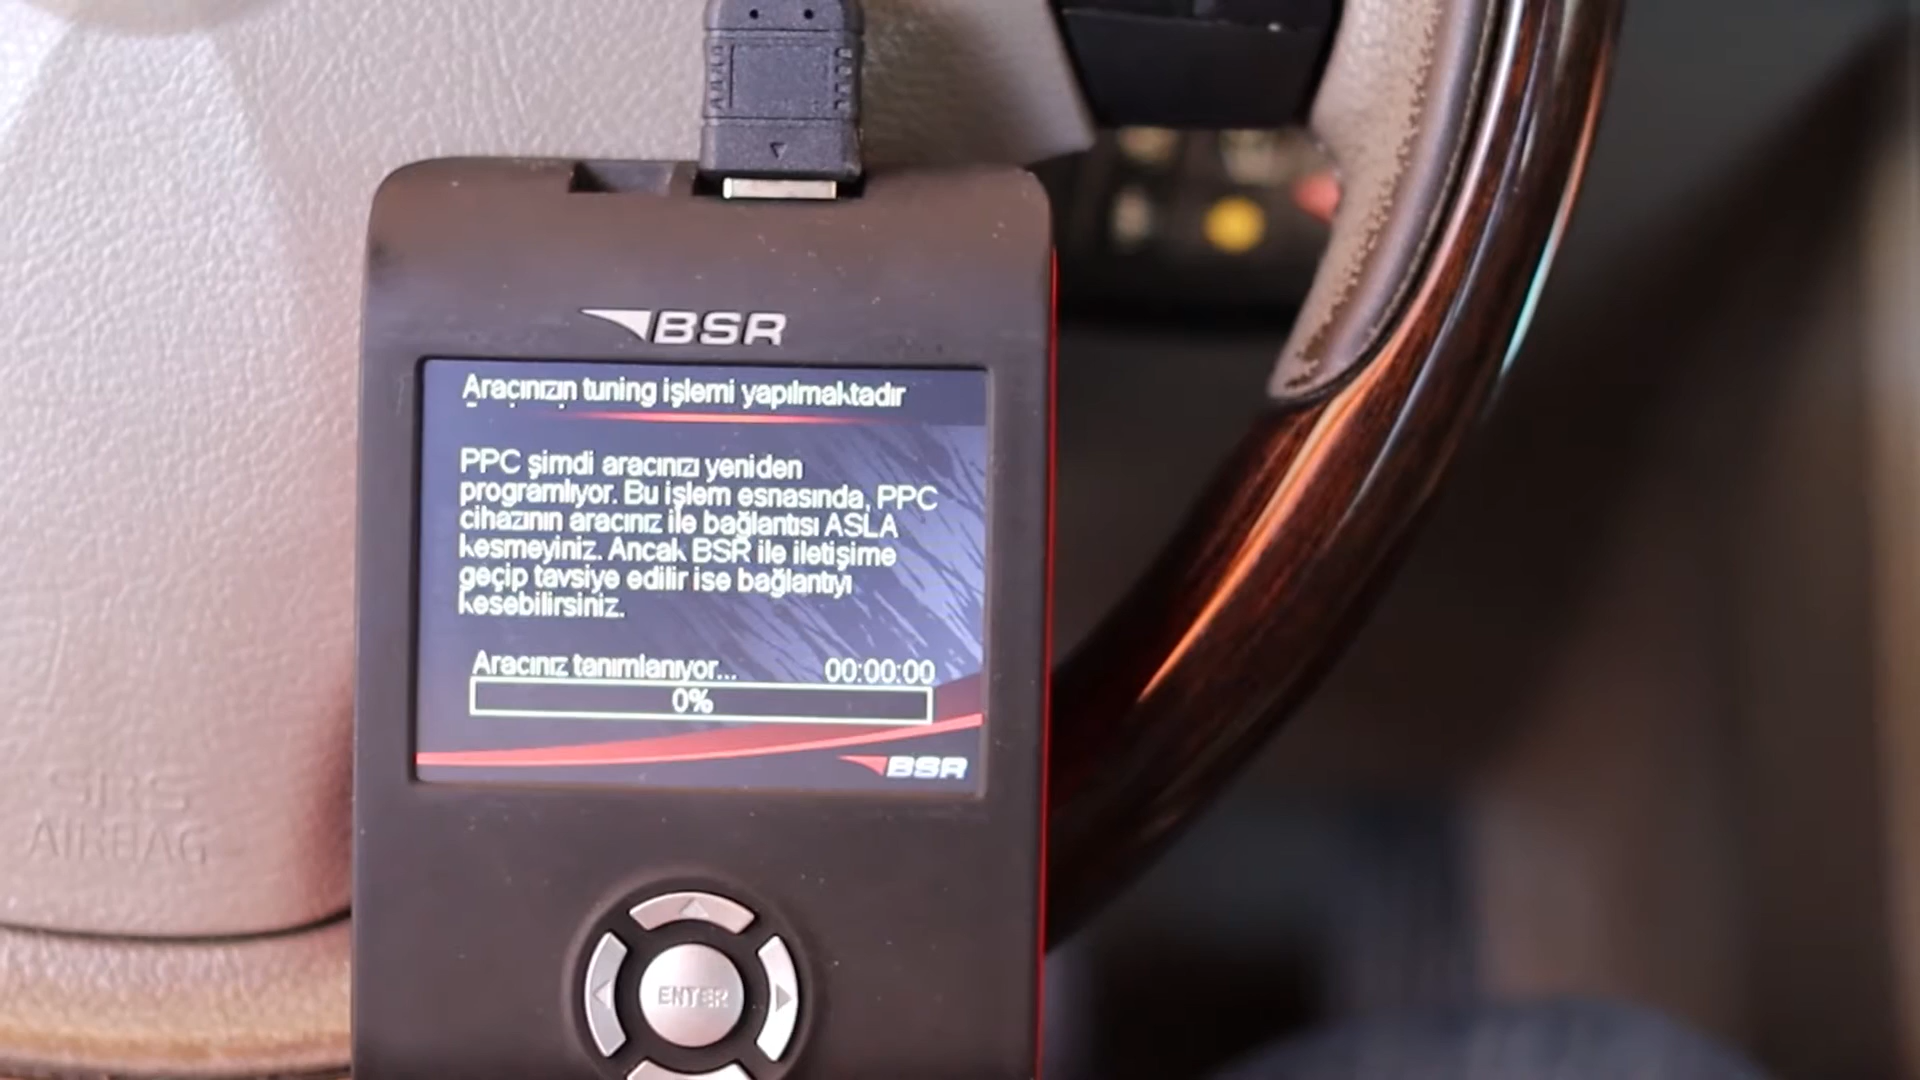 BSR
Aracınızın tuning işlemi yapılmaktadır
PPC şimdi aracınızı yeniden
programlıyor. Bu işlem esnasında, PPC
cihazının aracınız ile bağlantısı ASLA
kesmeyiniz. Ancak BSR ile iletişime
geçip tavsiye edilir ise bağlantıyı
kesebilirsiniz.
Aracınız tanımlanıyor... 00:00:00
0%
BSR
SRS
AIRBAG
ENTER